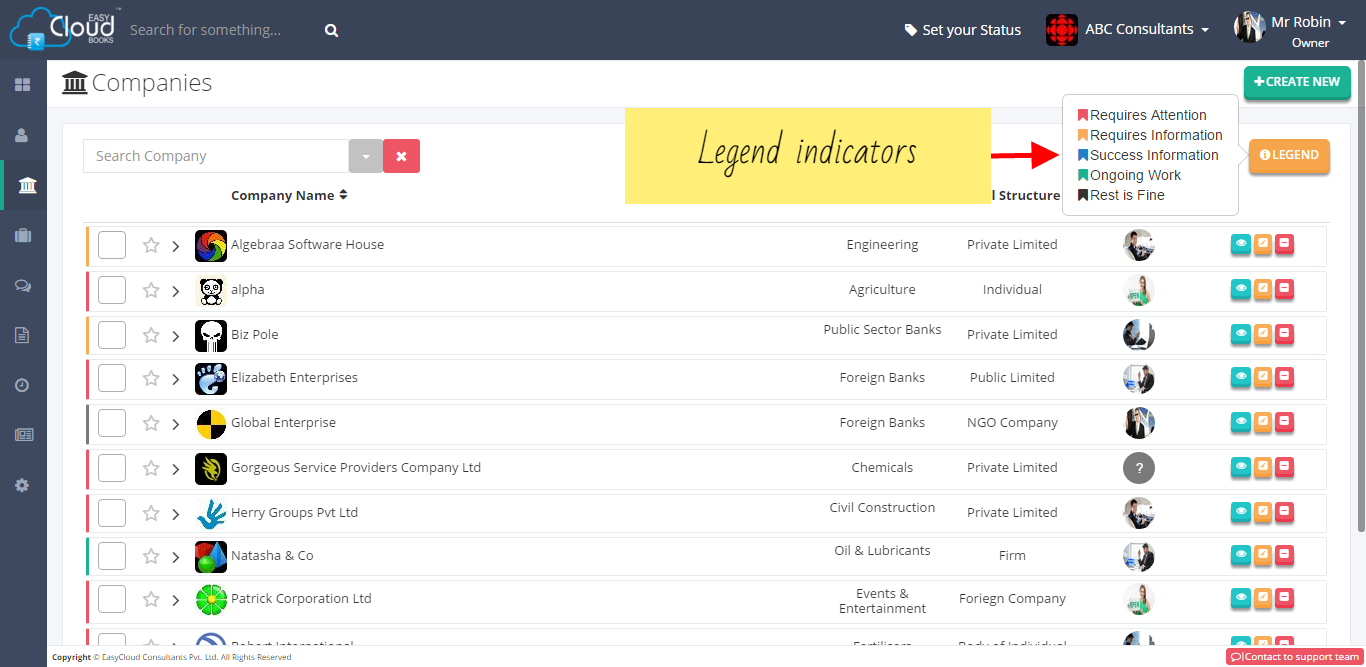 EASY
Cloud
BOOKS
™
Search for something...
Set your Status
ABC Consultants
Mr Robin
Owner
Companies
+CREATE NEW
Search Company
Legend indicators
Requires Attention
Requires Information
Success Information
Ongoing Work
Rest is Fine
LEGEND
Company Name
l Structure
Algebraa Software House
Engineering
Private Limited
alpha
Agriculture
Individual
OPEN
Biz Pole
Public Sector Banks
Private Limited
Elizabeth Enterprises
Foreign Banks
Public Limited
Global Enterprise
Foreign Banks
NGO Company
Gorgeous Service Providers Company Ltd
Chemicals
Private Limited
?
Herry Groups Pvt Ltd
Civil Construction
Private Limited
Natasha & Co
Oil & Lubricants
Firm
Patrick Corporation Ltd
Events &
Entertainment
Foriegn Company
OPEN
Copyright © EasyCloud Consultants Pvt. Ltd. All Rights Reserved
Contact to support team